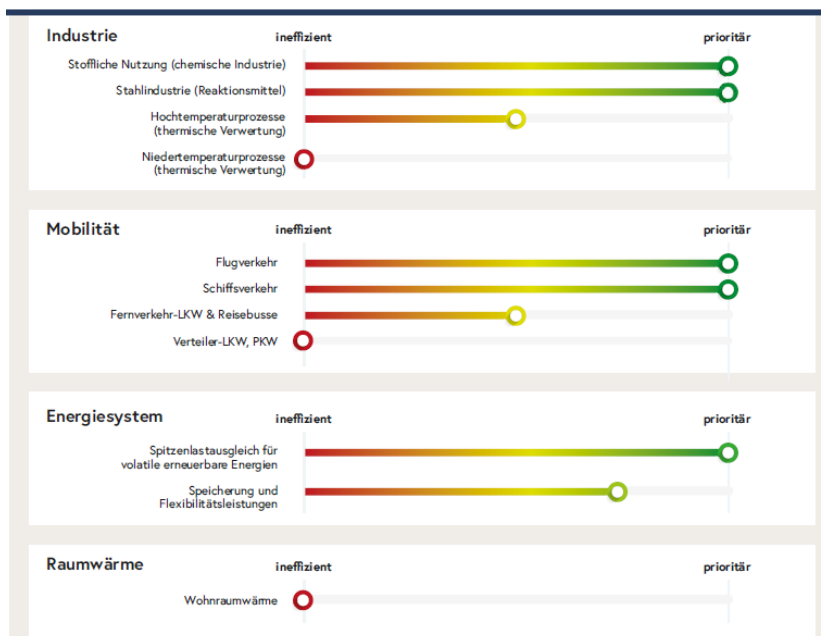 Industrie
ineffizient
prioritär
Stoffliche Nutzung (chemische Industrie)
Stahlindustrie (Reaktionsmittel)
Hochtemperaturprozesse
(thermische Verwertung)
Niedertemperaturprozesse
(thermische Verwertung)
Mobilität
ineffizient
prioritär
Flugverkehr
Schiffsverkehr
Fernverkehr-LKW & Reisebusse
Verteiler-LKW, PKW
Energiesystem
ineffizient
prioritär
Spitzenlastausgleich für
volatile erneuerbare Energien
Speicherung und
Flexibilitätsleistungen
Raumwärme
ineffizient
prioritär
Wohnraumwärme